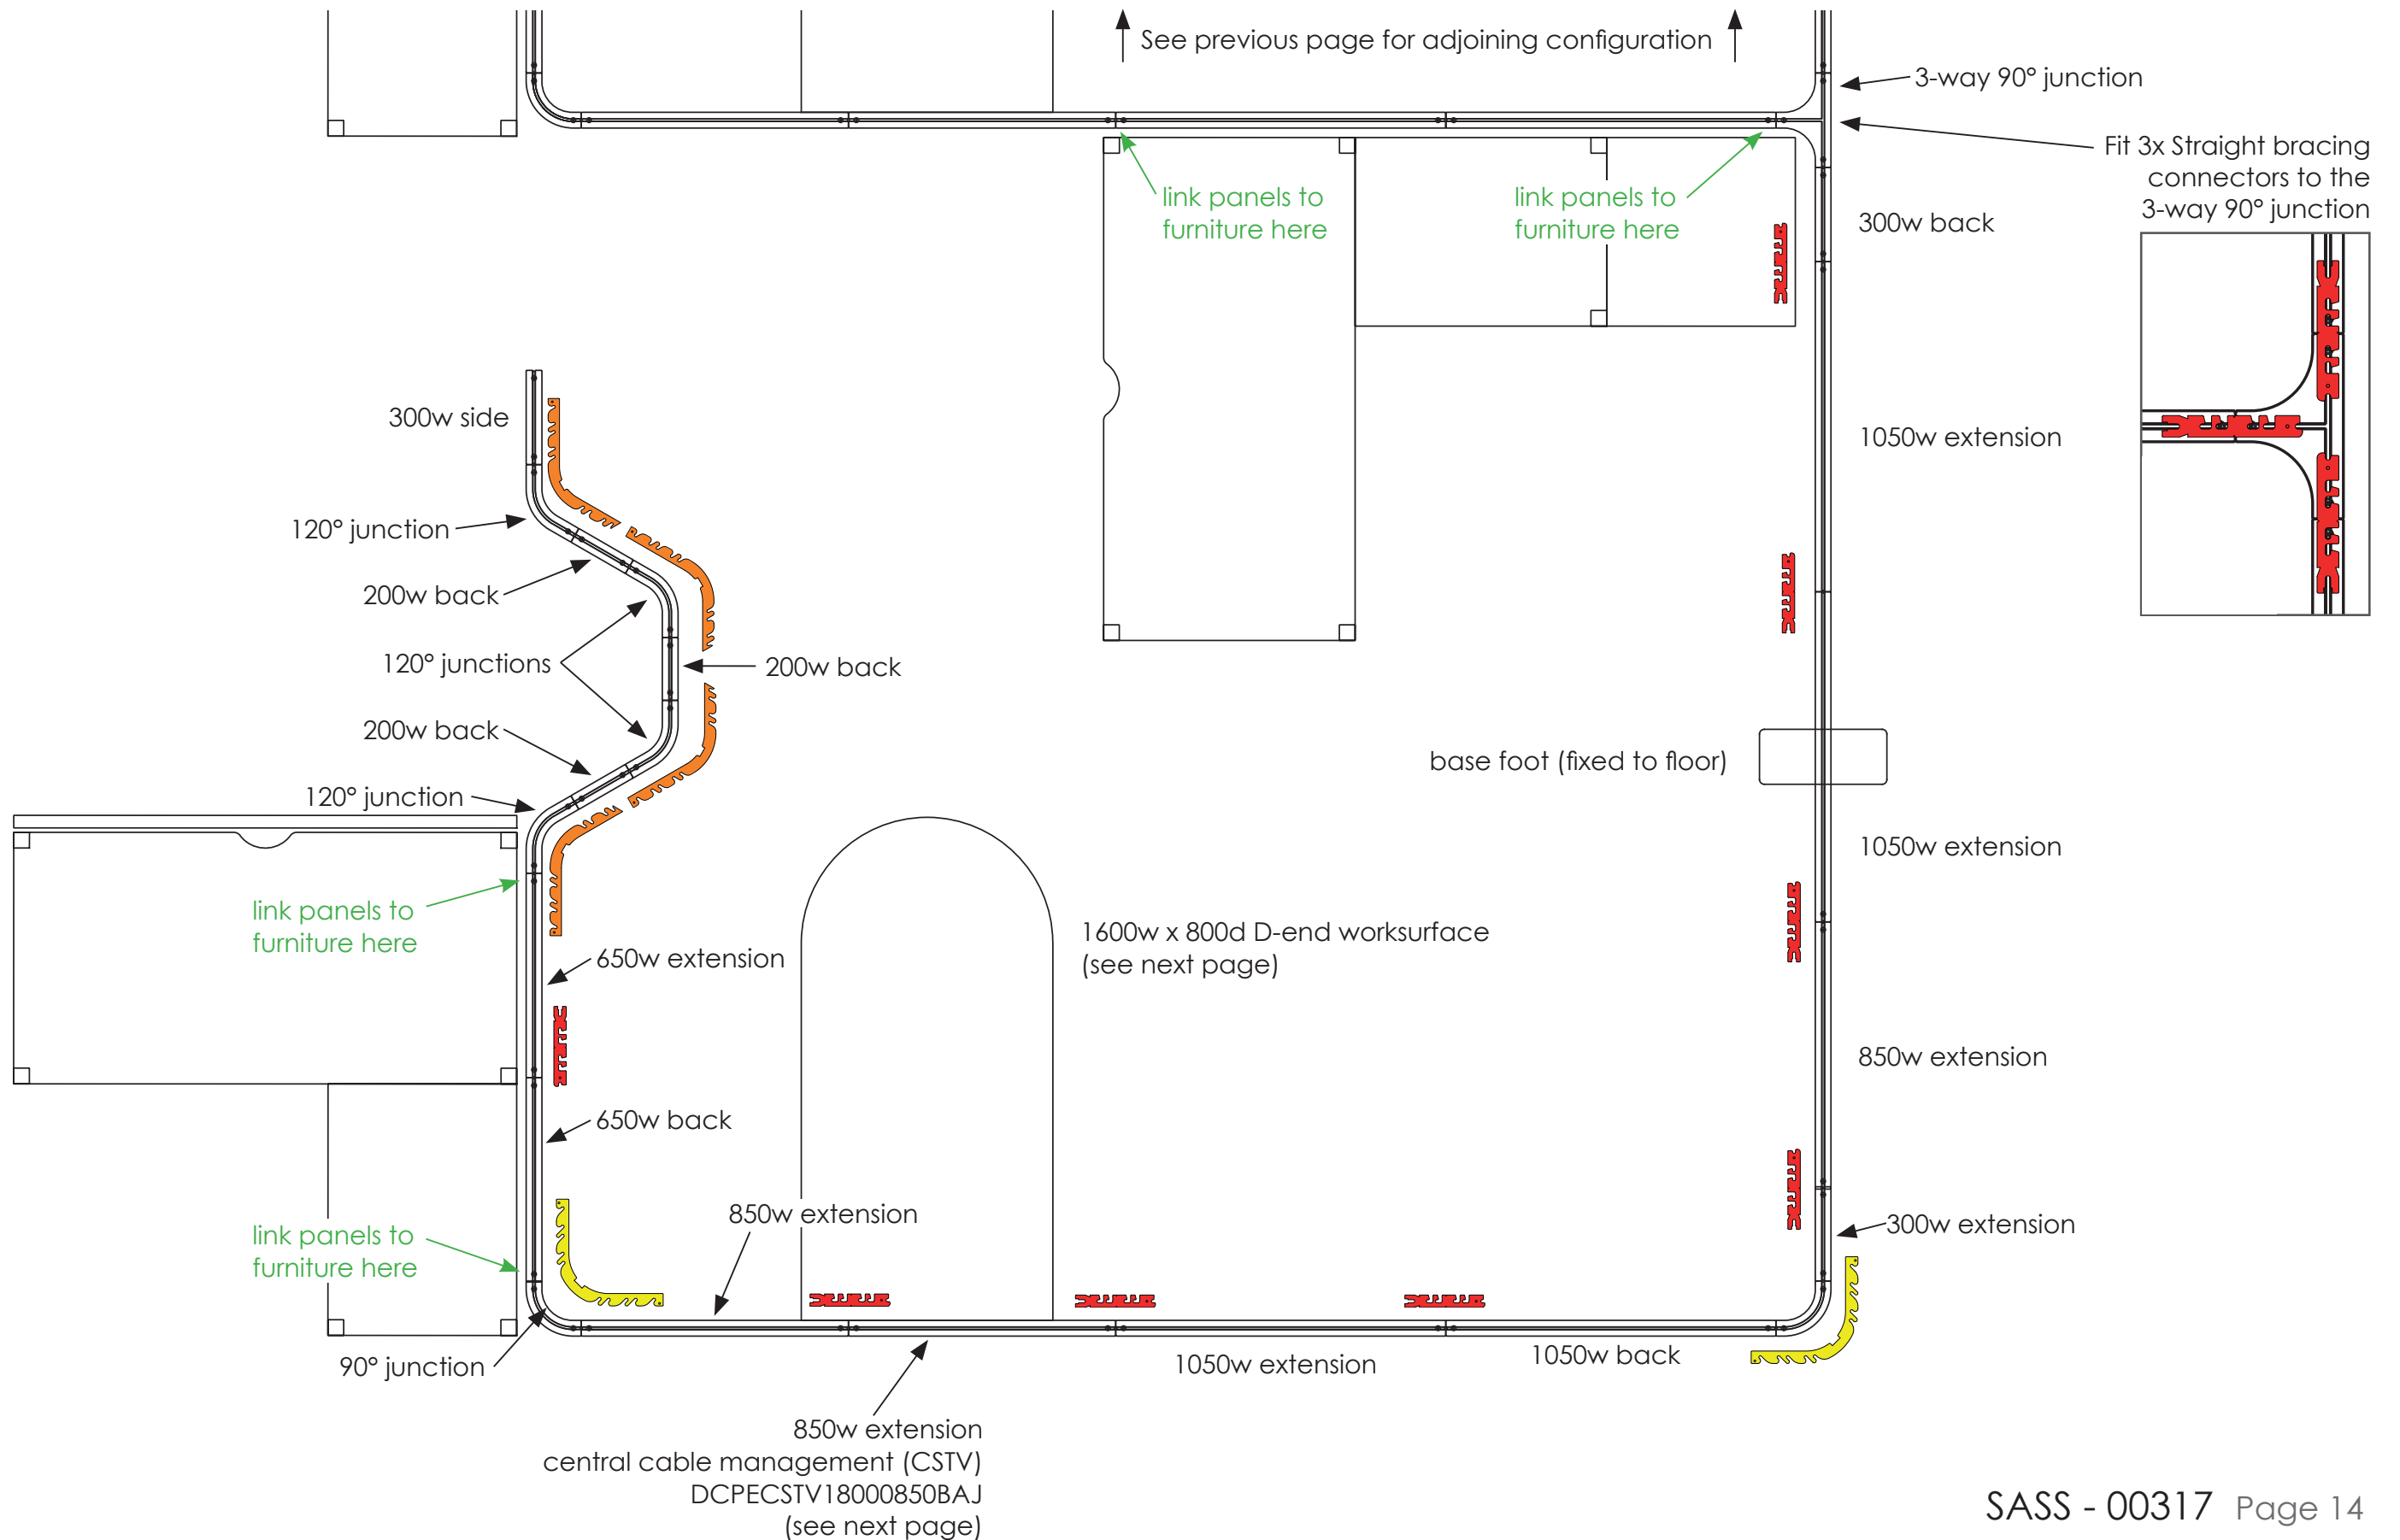 See previous page for adjoining configuration
3-way 90° junction
Fit 3x Straight bracing
connectors to the
3-way 90° junction
link panels to
furniture here
link panels to
furniture here
300w back
300w side
1050w extension
120° junction
200w back
120° junctions
200w back
200w back
base foot (fixed to floor)
120° junction
1050w extension
link panels to
furniture here
1600w x 800d D-end worksurface
(see next page)
650w extension
850w extension
650w back
850w extension
300w extension
link panels to
furniture here
90° junction
1050w extension
1050w back
850w extension
central cable management (CSTV)
DCPECSTV18000850BAJ
(see next page)
SASS - 00317 Page 14